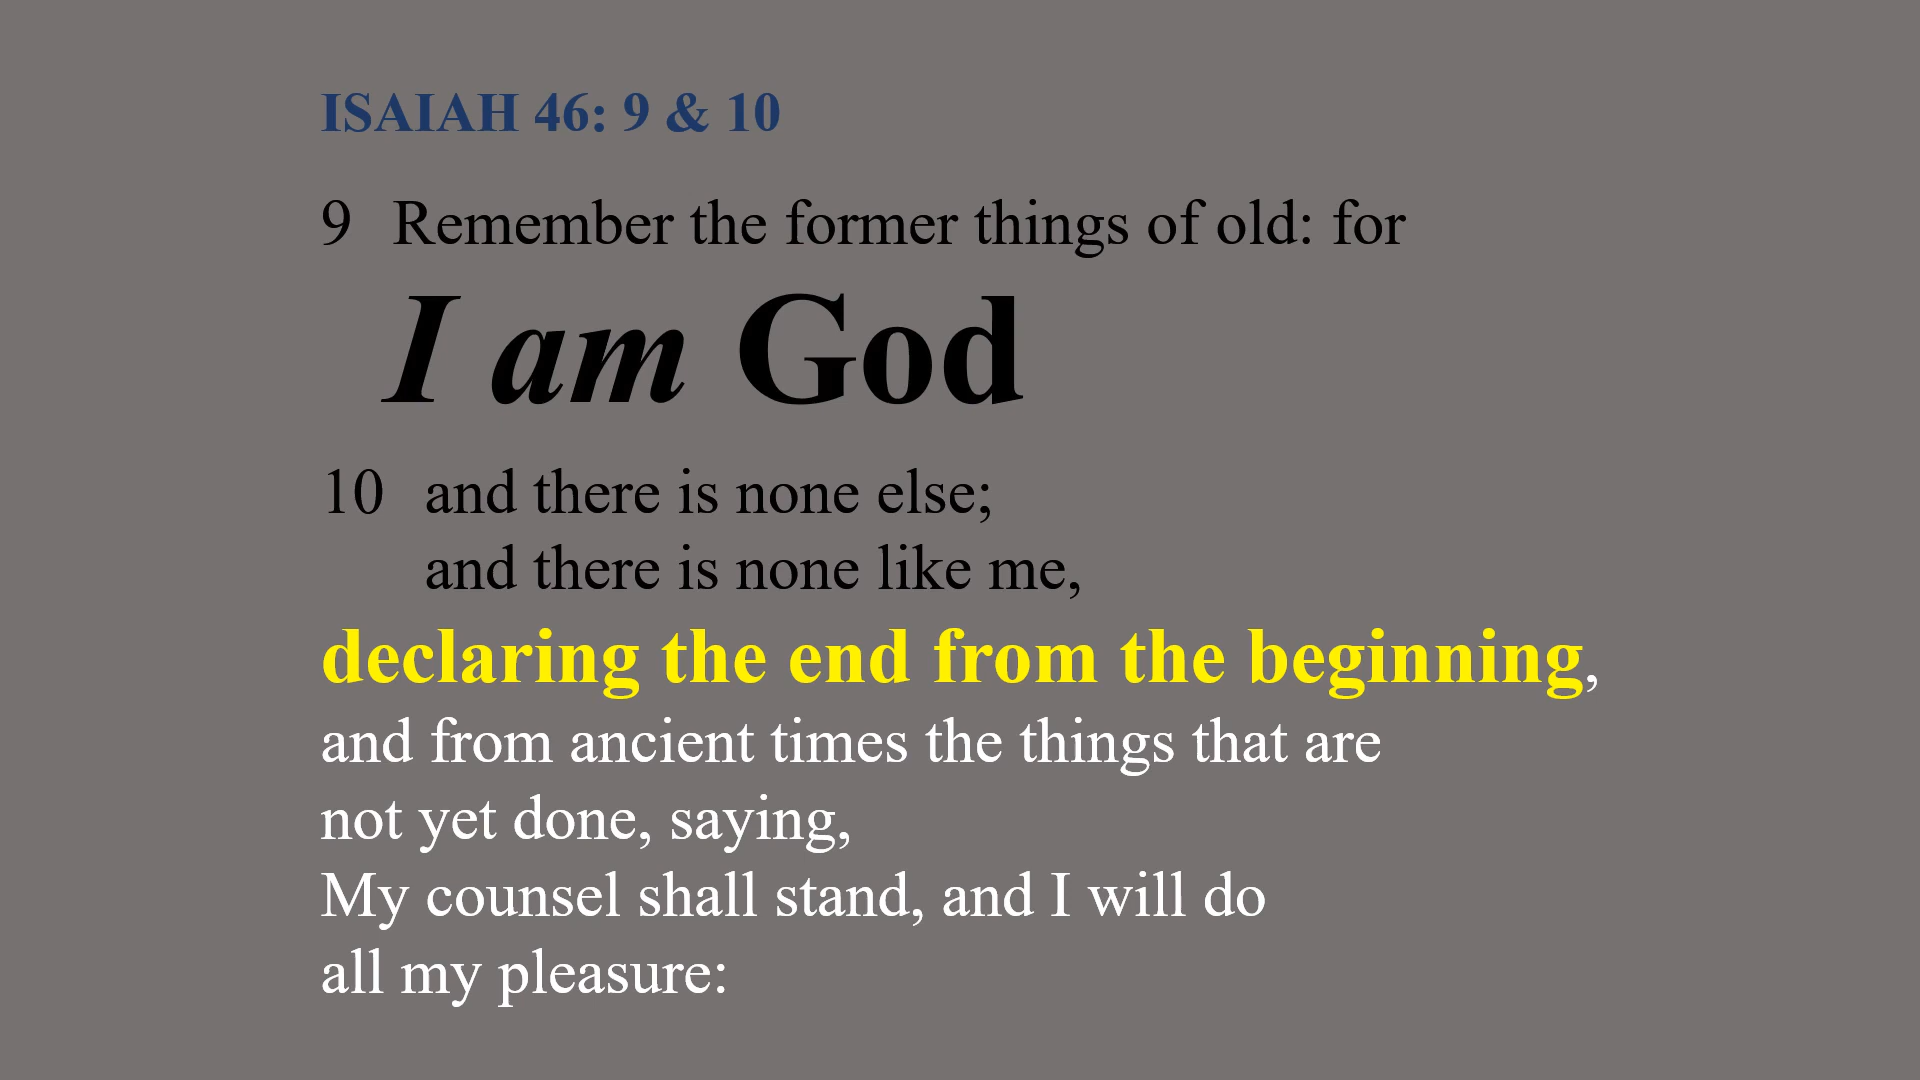 ISAIAH 46: 9 & 10
9 Remember the former things of old: for
I am God
10 and there is none else;
and there is none like me,
declaring the end from the beginning,
and from ancient times the things that are
not yet done, saying,
My counsel shall stand, and I will do
all my pleasure: